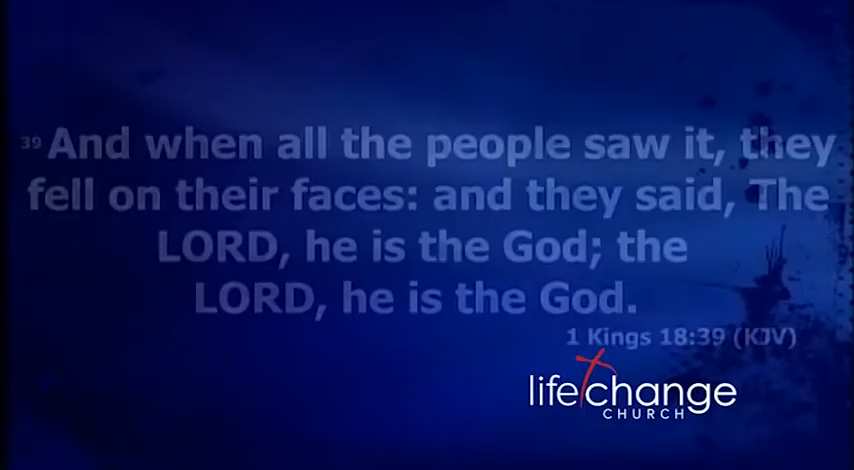 39 And when all the people saw it, they
fell on their faces: and they said, The
LORD, he is the God; the
LORD, he is the God.
1 Kings 18:39 (KJV)
life change
CHURCH